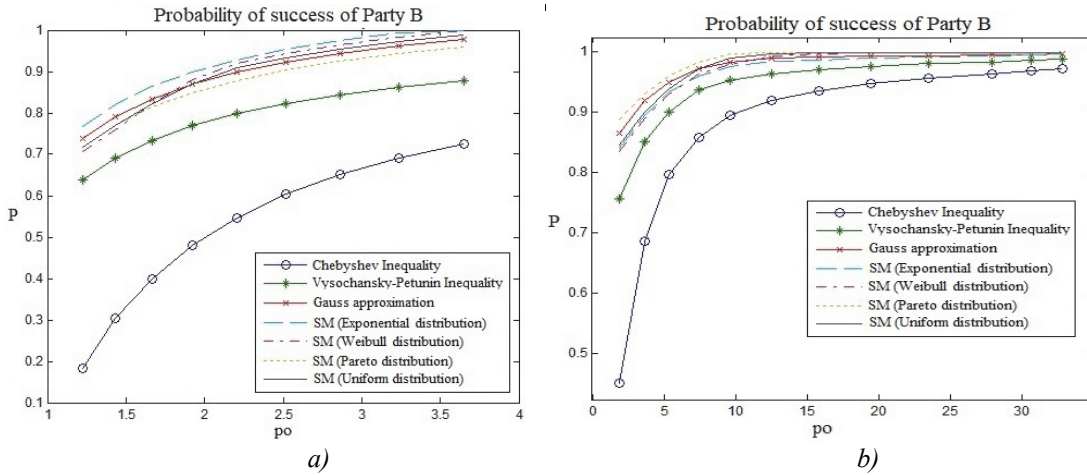 Probability of success of Party B
1
0.9
0.8
0.7
0.6
0.5
0.4
0.3
0.2
0.1
P
Chebyshev Inequality
Vysochansky-Petunin Inequality
Gauss approximation
SM (Exponential distribution)
SM (Weibull distribution)
SM (Pareto distribution)
SM (Uniform distribution)
1
1.5
2
2.5
3
3.5
4
po
a)
Probability of success of Party B
1
0.9
0.8
0.7
0.6
0.5
P
Chebyshev Inequality
Vysochansky-Petunin Inequality
Gauss approximation
SM (Exponential distribution)
SM (Weibull distribution)
SM (Pareto distribution)
SM (Uniform distribution)
0
5
10
15
20
25
30
po
b)